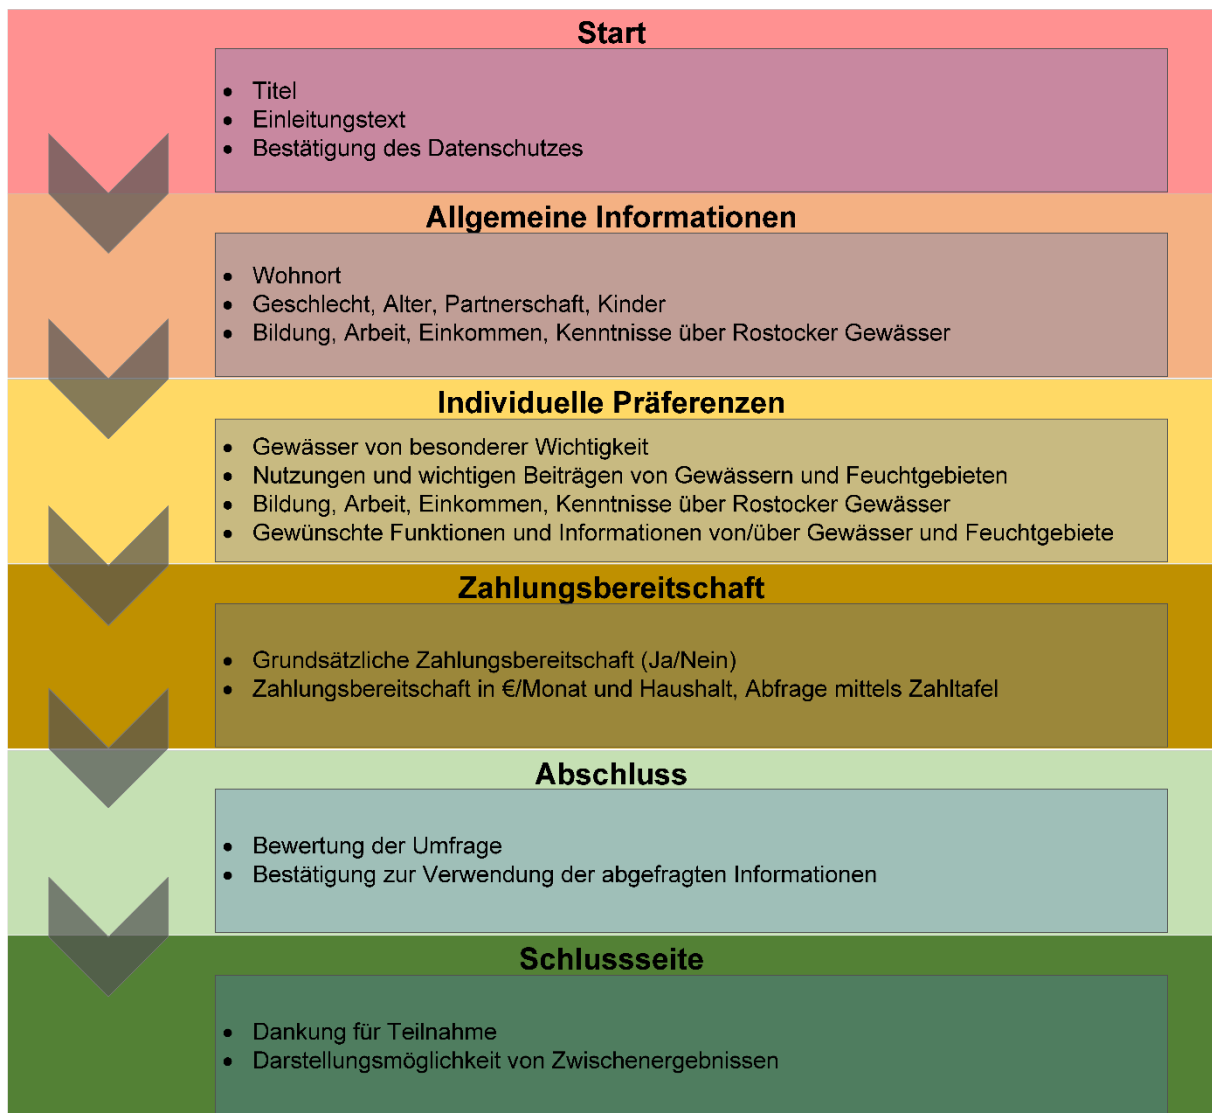 Start
• Titel
• Einleitungstext
• Bestätigung des Datenschutzes
Allgemeine Informationen
• Wohnort
• Geschlecht, Alter, Partnerschaft, Kinder
• Bildung, Arbeit, Einkommen, Kenntnisse über Rostocker Gewässer
Individuelle Präferenzen
• Gewässer von besonderer Wichtigkeit
• Nutzungen und wichtigen Beiträgen von Gewässern und Feuchtgebieten
• Bildung, Arbeit, Einkommen, Kenntnisse über Rostocker Gewässer
• Gewünschte Funktionen und Informationen von/über Gewässer und Feuchtgebiete
Zahlungsbereitschaft
• Grundsätzliche Zahlungsbereitschaft (Ja/Nein)
• Zahlungsbereitschaft in €/Monat und Haushalt, Abfrage mittels Zahltafel
Abschluss
• Bewertung der Umfrage
• Bestätigung zur Verwendung der abgefragten Informationen
Schlussseite
• Dankung für Teilnahme
• Darstellungsmöglichkeit von Zwischenergebnissen